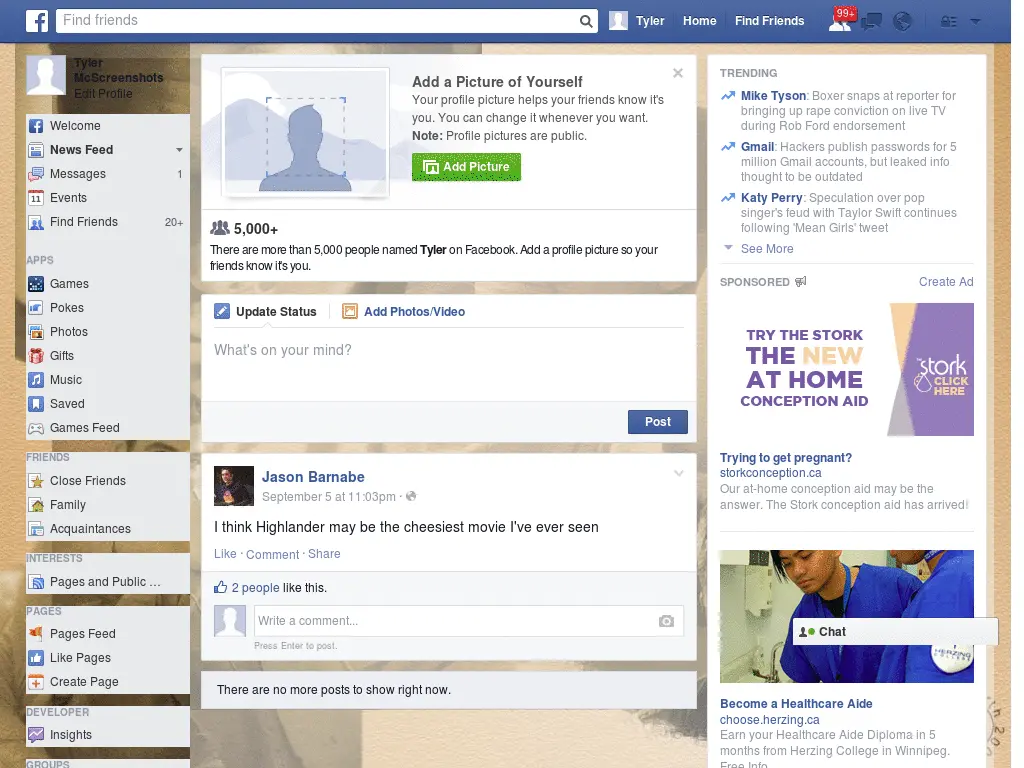 Find friends
Tyler
Home
Find Friends
99+
Tyler
McScreenshots
Edit Profile
Welcome
News Feed
Messages 1
Events
Find Friends 20+
APPS
Games
Pokes
Photos
Gifts
Music
Saved
Games Feed
FRIENDS
Close Friends
Family
Acquaintances
INTERESTS
Pages and Public ...
PAGES
Pages Feed
Like Pages
Create Page
DEVELOPER
Insights
GROUPS
Add a Picture of Yourself
Your profile picture helps your friends know it's
you. You can change it whenever you want.
Note: Profile pictures are public.
Add Picture
5,000+
There are more than 5,000 people named Tyler on Facebook. Add a profile picture so your
friends know it's you.
Update Status
Add Photos/Video
What's on your mind?
Post
Jason Barnabe
September 5 at 11:03pm ·
I think Highlander may be the cheesiest movie I've ever seen
Like · Comment · Share
2 people like this.
Write a comment...
Press Enter to post.
There are no more posts to show right now.
TRENDING
Mike Tyson: Boxer snaps at reporter for
bringing up rape conviction on live TV
during Rob Ford endorsement
Gmail: Hackers publish passwords for 5
million Gmail accounts, but leaked info
thought to be outdated
Katy Perry: Speculation over pop
singer's feud with Taylor Swift continues
following 'Mean Girls' tweet
See More
SPONSORED
Create Ad
TRY THE STORK
THE NEW
AT HOME
CONCEPTION AID
the stork
CLICK
HERE
Trying to get pregnant?
storkconception.ca
Our at-home conception aid may be the
answer. The Stork conception aid has arrived!
Chat
HERZING
COLLEGE
Become a Healthcare Aide
choose.herzing.ca
Earn your Healthcare Aide Diploma in 5
months from Herzing College in Winnipeg.
Free Info